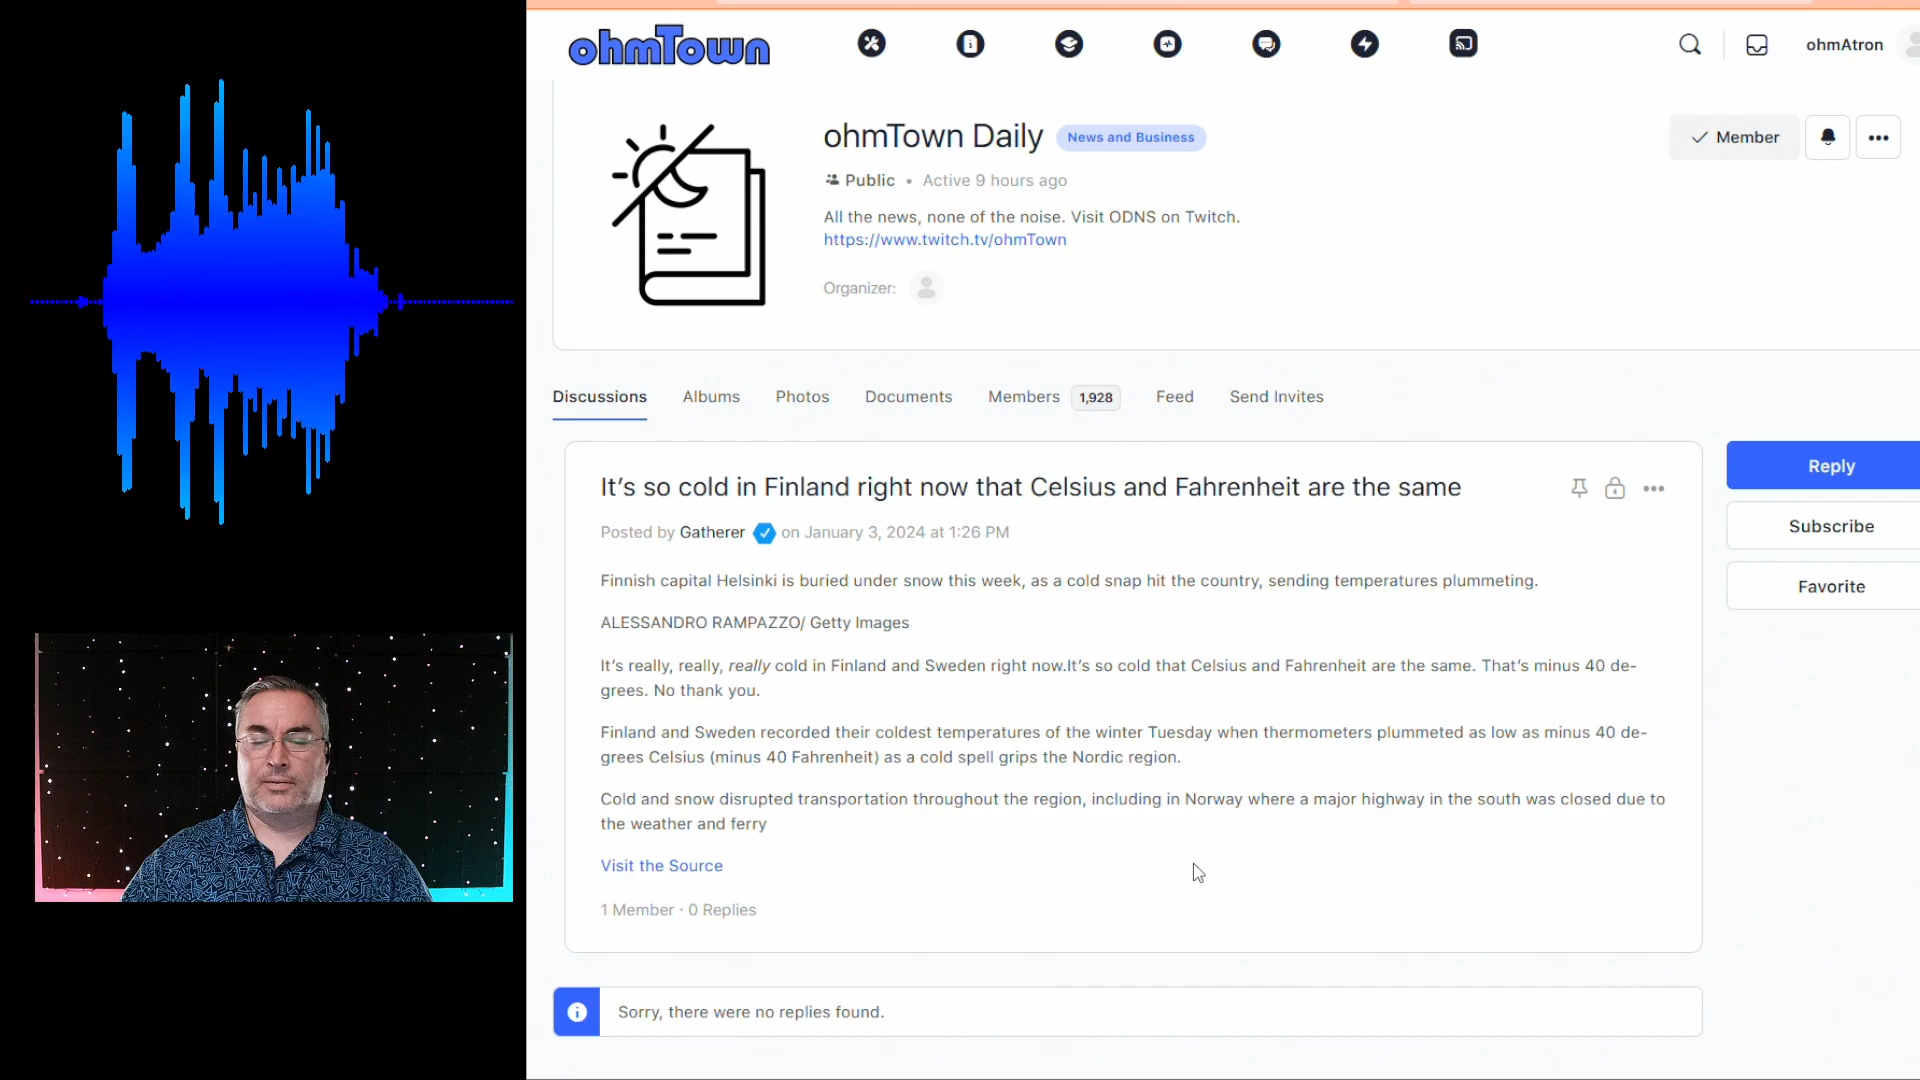 ohmTown
ohmAtron
ohmTown Daily News and Business
Member
Public • Active 9 hours ago
All the news, none of the noise. Visit ODNS on Twitch.
https://www.twitch.tv/ohmTown
Organizer:
Discussions Albums Photos Documents Members 1,928 Feed Send Invites
It's so cold in Finland right now that Celsius and Fahrenheit are the same
Posted by Gatherer on January 3, 2024 at 1:26 PM
Finnish capital Helsinki is buried under snow this week, as a cold snap hit the country, sending temperatures plummeting.
ALESSANDRO RAMPAZZO/ Getty Images
It's really, really, really cold in Finland and Sweden right now.It's so cold that Celsius and Fahrenheit are the same. That's minus 40 de-
grees. No thank you.
Finland and Sweden recorded their coldest temperatures of the winter Tuesday when thermometers plummeted as low as minus 40 de-
grees Celsius (minus 40 Fahrenheit) as a cold spell grips the Nordic region.
Cold and snow disrupted transportation throughout the region, including in Norway where a major highway in the south was closed due to
the weather and ferry
Visit the Source
1 Member · 0 Replies
Reply
Subscribe
Favorite
Sorry, there were no replies found.